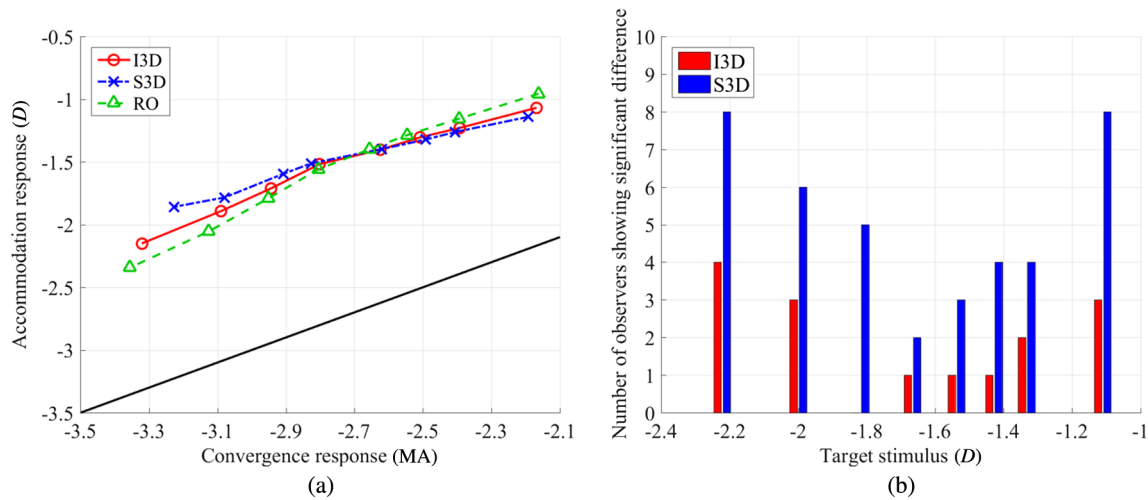 -0.5
-1
-1.5
-2
-2.5
-3
-3.5
Accommodation response (D)
I3D
S3D
RO
-3.5 -3.3 -3.1 -2.9 -2.7 -2.5 -2.3 -2.1
Convergence response (MA)
(a)
10
9
8
7
6
5
4
3
2
1
0
Number of observers showing significant difference
I3D
S3D
-2.4 -2.2 -2 -1.8 -1.6 -1.4 -1.2 -1
Target stimulus (D)
(b)